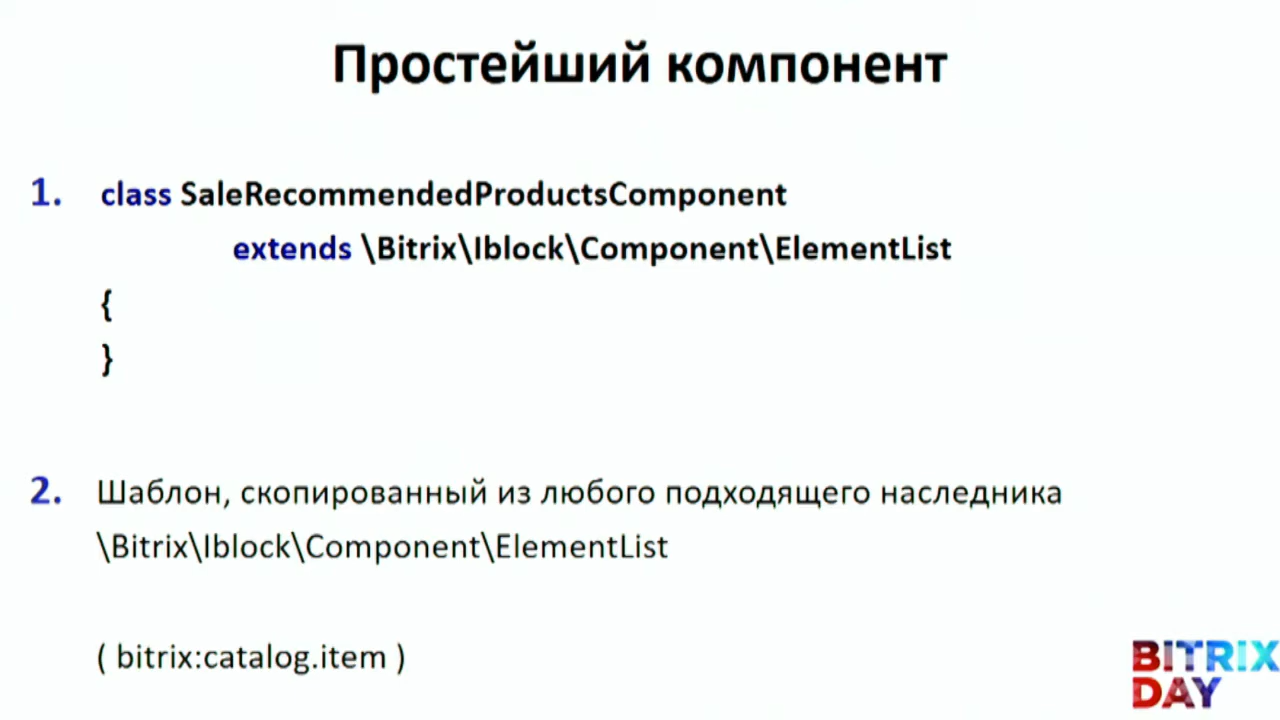 Простейший компонент
1. class SaleRecommendedProductsComponent
extends \Bitrix\Iblock\Component\ElementList
{
}
2. Шаблон, скопированный из любого подходящего наследника
\Bitrix\Iblock\Component\ElementList
( bitrix:catalog.item )
BITRIX
DAY